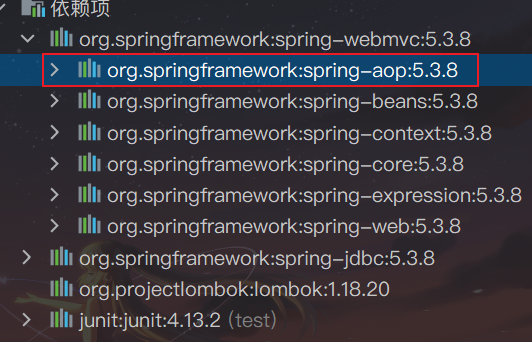 依赖项
org.springframework:spring-webmvc:5.3.8
org.springframework:spring-aop:5.3.8
org.springframework:spring-beans:5.3.8
org.springframework:spring-context:5.3.8
org.springframework:spring-core:5.3.8
org.springframework:spring-expression:5.3.8
org.springframework:spring-web:5.3.8
org.springframework:spring-jdbc:5.3.8
org.projectlombok:lombok:1.18.20
junit:junit:4.13.2 (test)